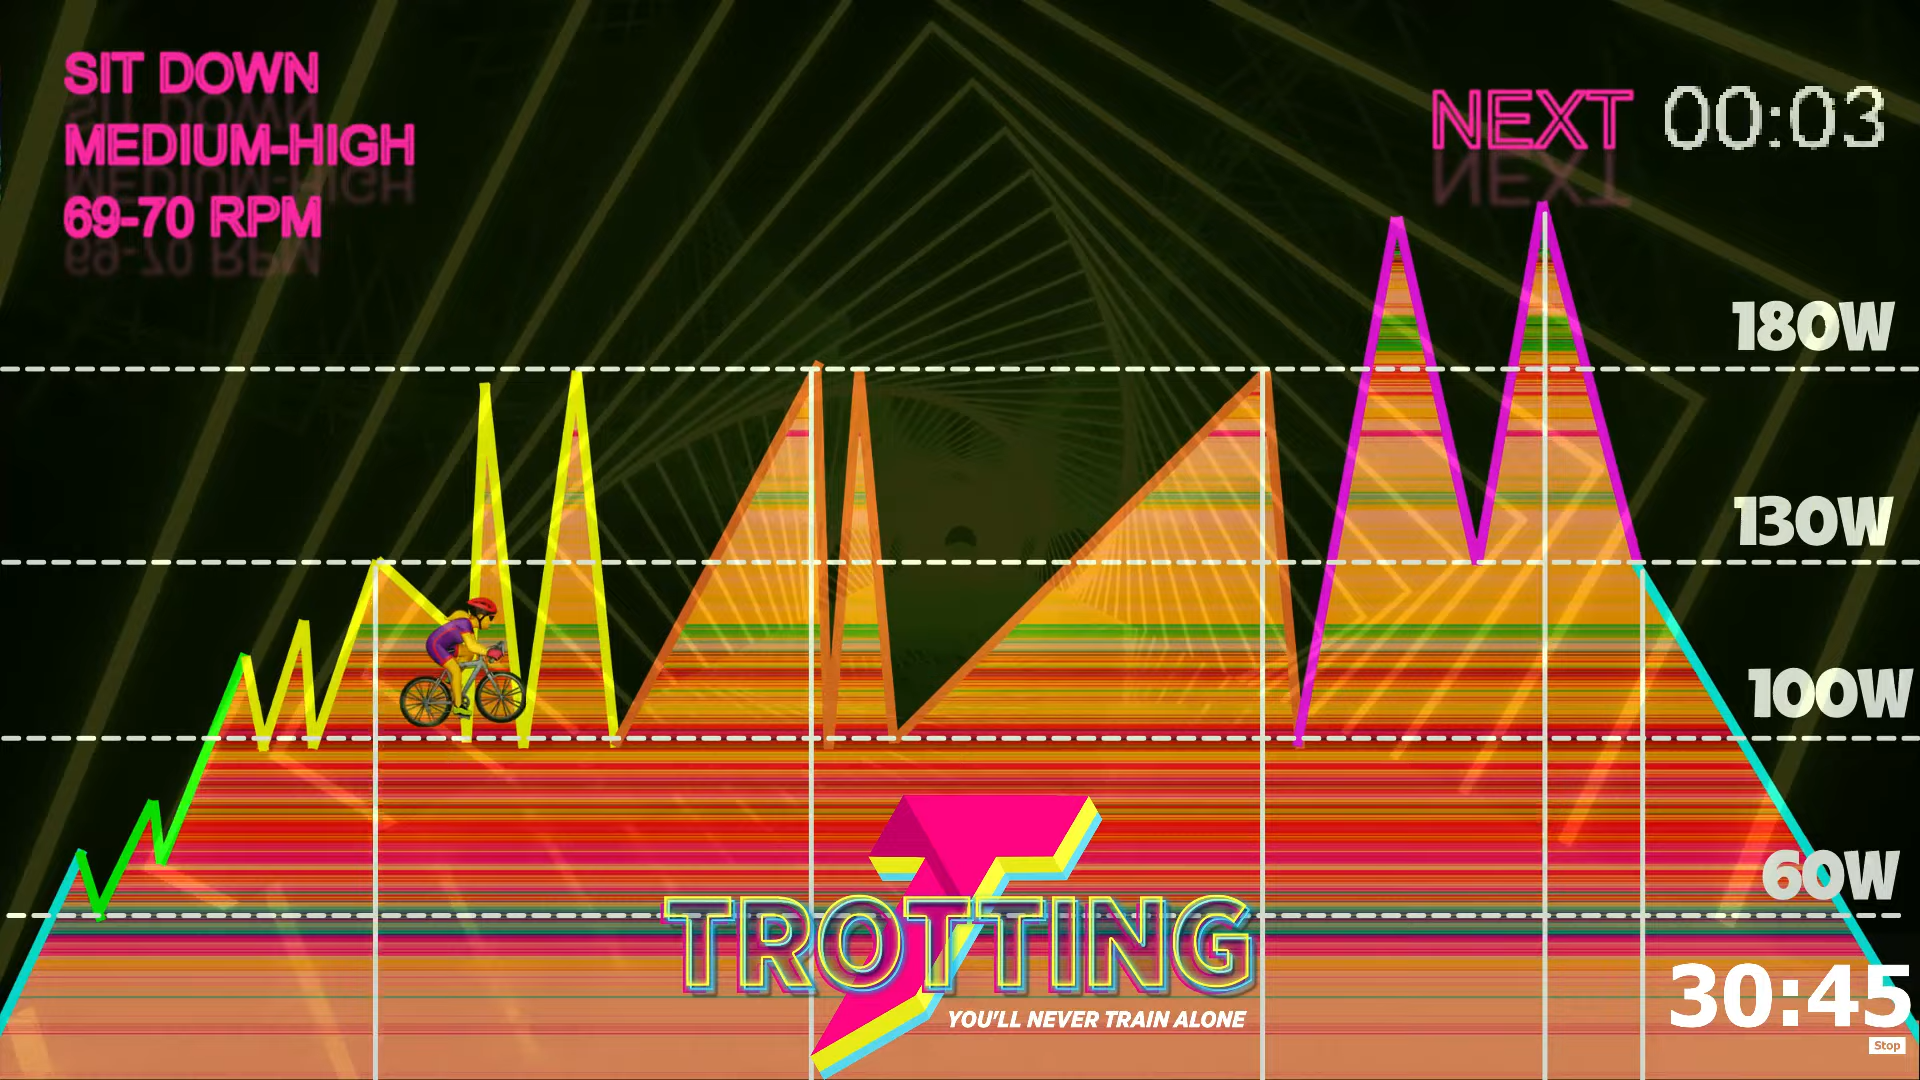 SIT DOWN
MEDIUM-HIGH
69-70 RPM
NEXT 00:03
180W
130W
100W
60W
TROTTING
YOU'LL NEVER TRAIN ALONE
30:45
Stop